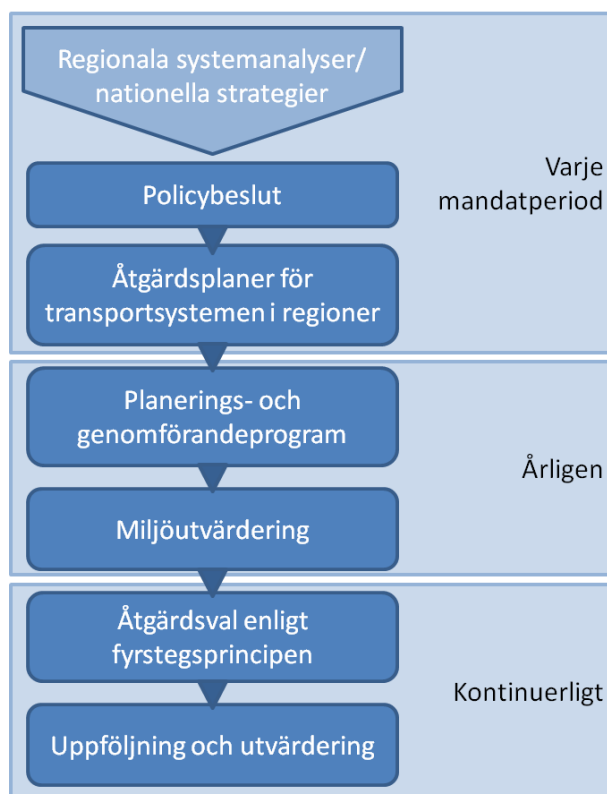 Regionala systemanalyser/
nationella strategier
Policybeslut
Varje
mandatperiod
Åtgärdsplaner för
transportsystemen i regioner
Planerings- och
genomförandeprogram
Årligen
Miljöutvärdering
Åtgärdsval enligt
fyrstegsprincipen
Kontinuerligt
Uppföljning och utvärdering